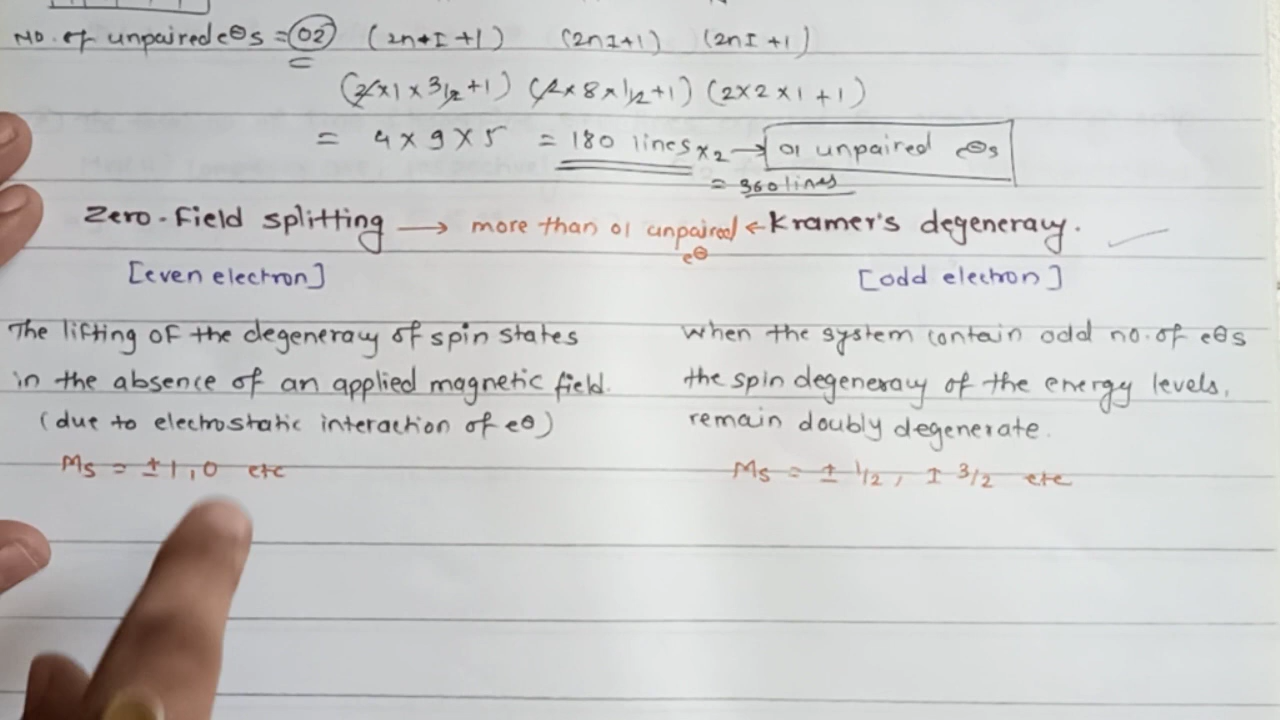 No. of unpaired e⊖s = 02 (2n+I+1) (2nI+1) (2nI+1)
(2×1×3/2+1) (2×8×1/2+1) (2×2×1+1)
= 4×9×5 = 180 lines ×2 → 01 unpaired e⊖s
= 360 lines
Zero-Field splitting → more than 01 unpaired e⊖ ← Kramer's degeneracy.
[even electron]
[odd electron]
The lifting of the degeneracy of spin states
in the absence of an applied magnetic field.
(due to electrostatic interaction of e⊖)
Ms = ±1, 0 etc
When the system contain odd no. of e⊖s
the spin degeneracy of the energy levels,
remain doubly degenerate.
Ms = ± 1/2, ± 3/2 etc